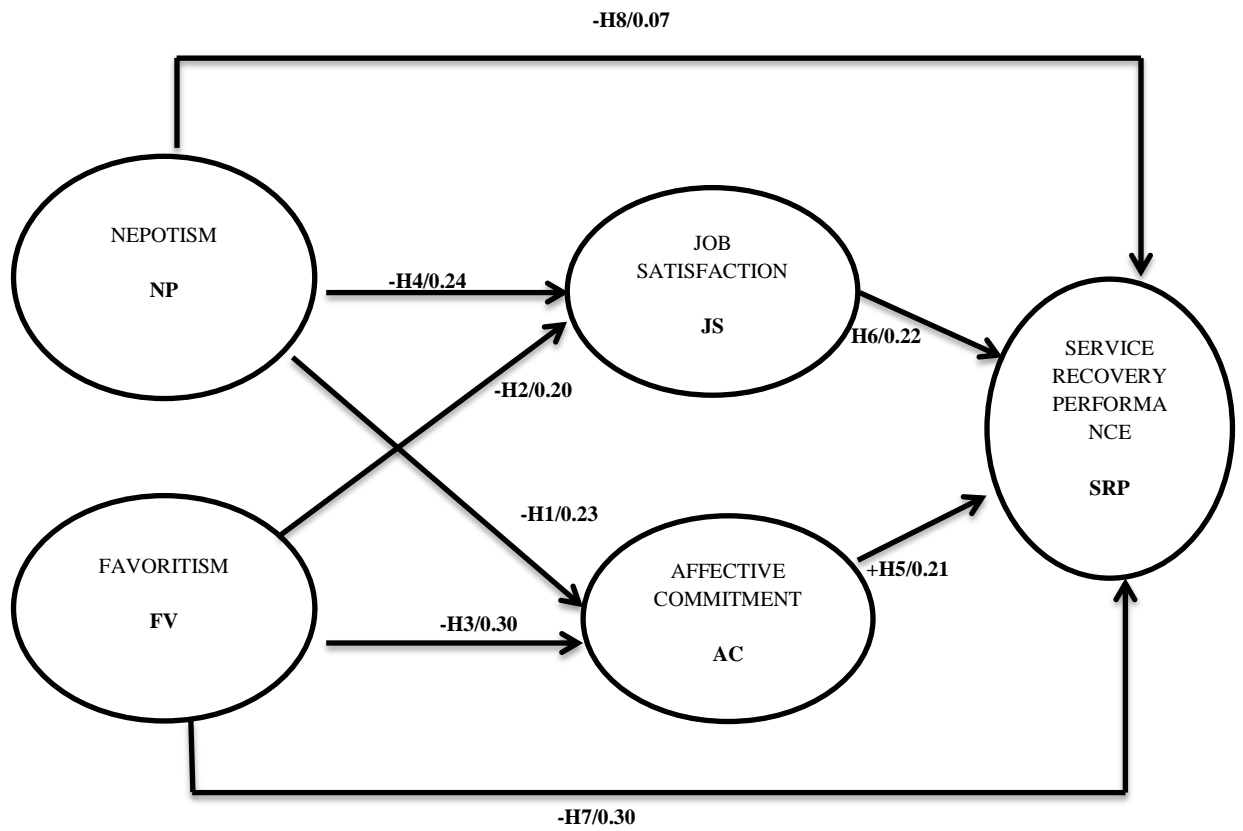 -H8/0.07
NEPOTISM
NP
-H4/0.24
JOB
SATISFACTION
JS
H6/0.22
-H2/0.20
SERVICE
RECOVERY
PERFORMA
NCE
SRP
-H1/0.23
FAVORITISM
FV
-H3/0.30
AFFECTIVE
COMMITMENT
AC
+H5/0.21
-H7/0.30